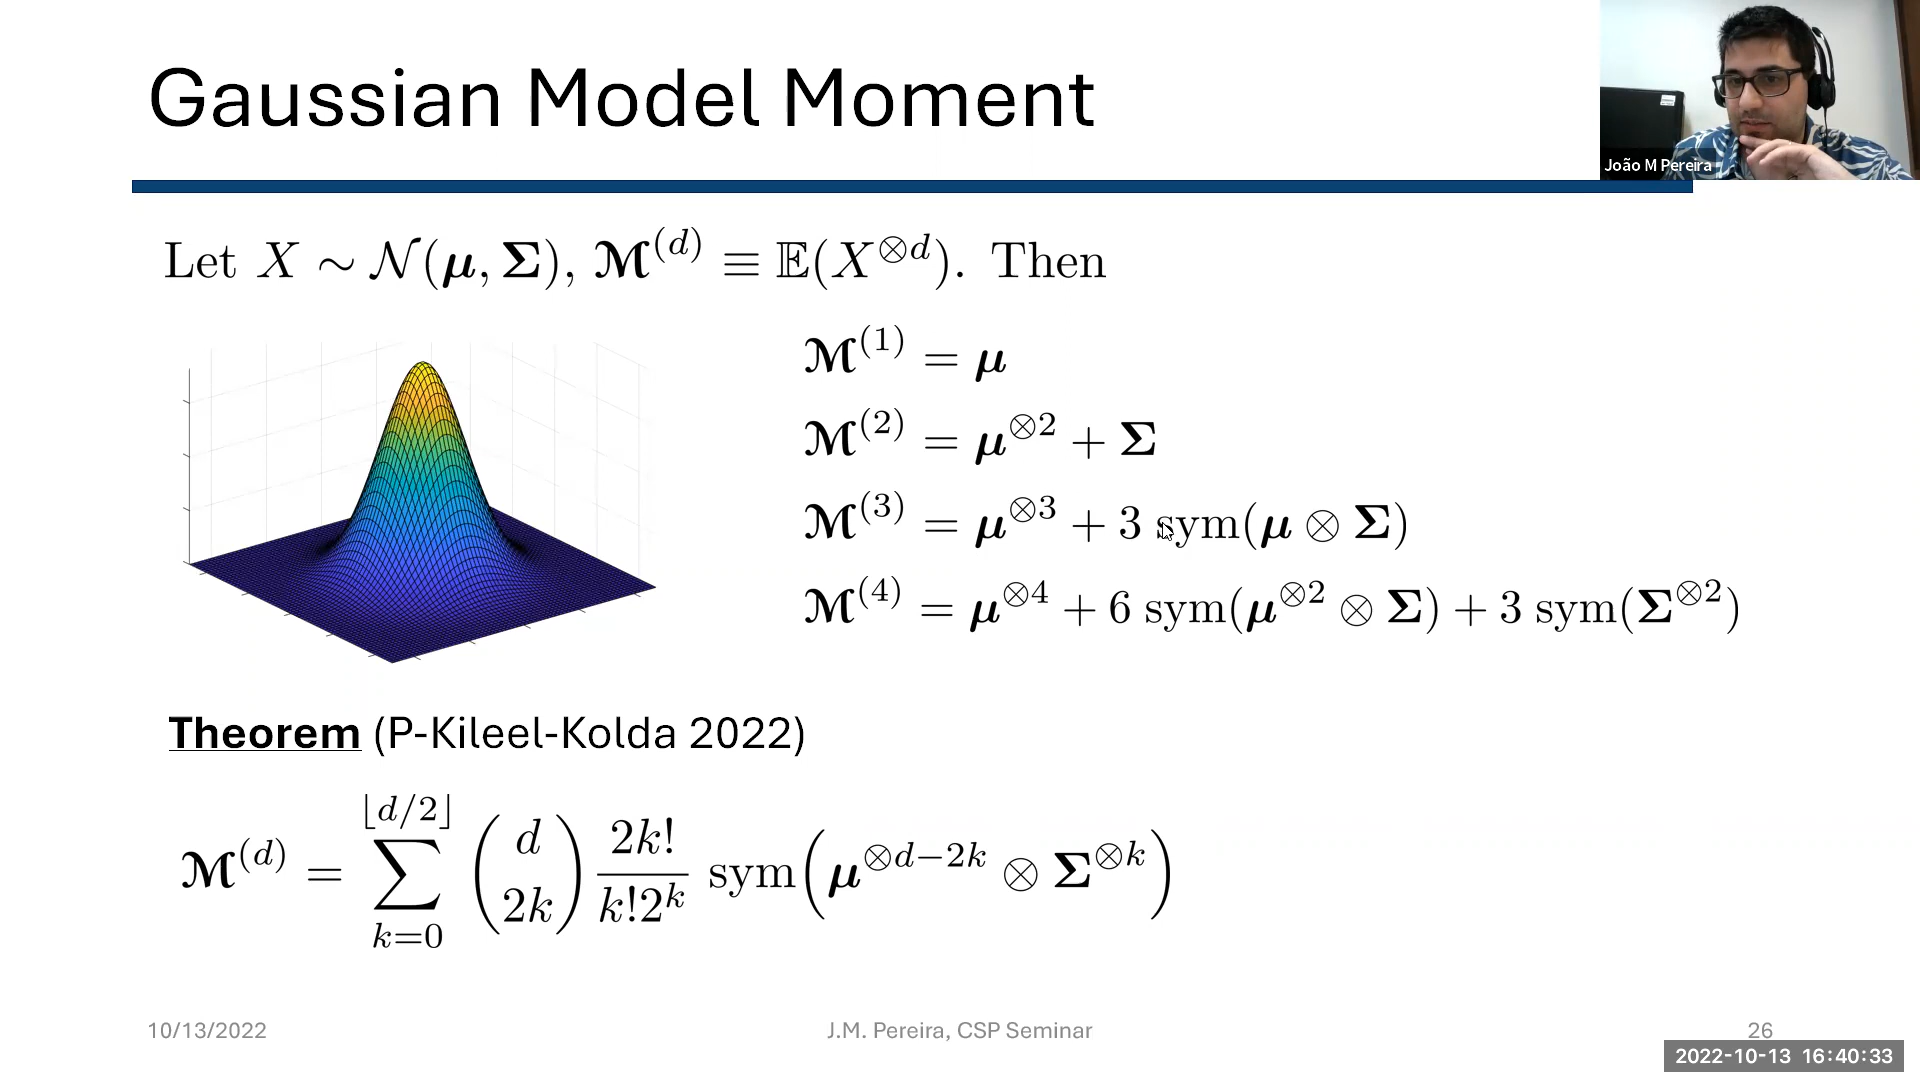 Gaussian Model Moment
João M Pereira
Let X ∼ 𝒩(μ, Σ), ℳ^(d) ≡ 𝔼(X^⊗d). Then
ℳ^(1) = μ
ℳ^(2) = μ^⊗2 + Σ
ℳ^(3) = μ^⊗3 + 3 sym(μ ⊗ Σ)
ℳ^(4) = μ^⊗4 + 6 sym(μ^⊗2 ⊗ Σ) + 3 sym(Σ^⊗2)
Theorem (P-Kileel-Kolda 2022)
ℳ^(d) = ∑_{k=0}^{⌊d/2⌋} \binom{d}{2k} \frac{2k!}{k!2^k} sym(μ^{⊗d−2k} ⊗ Σ^{⊗k})
10/13/2022
J.M. Pereira, CSP Seminar
26
2022-10-13 16:40:33